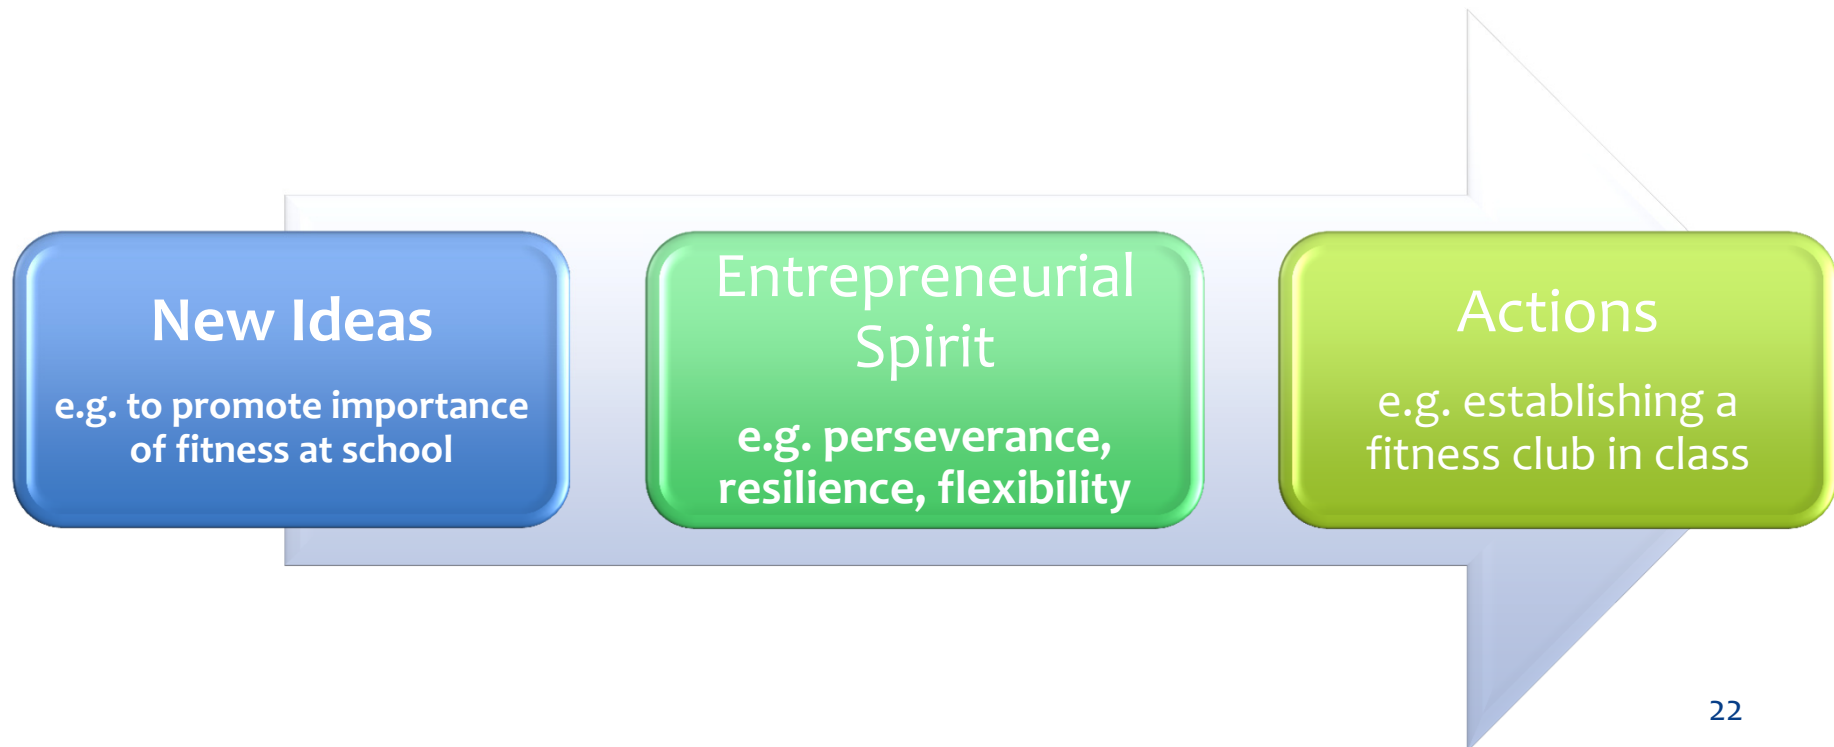 New Ideas
e.g. to promote importance
of fitness at school
Entrepreneurial
Spirit
e.g. perseverance,
resilience, flexibility
Actions
e.g. establishing a
fitness club in class
22